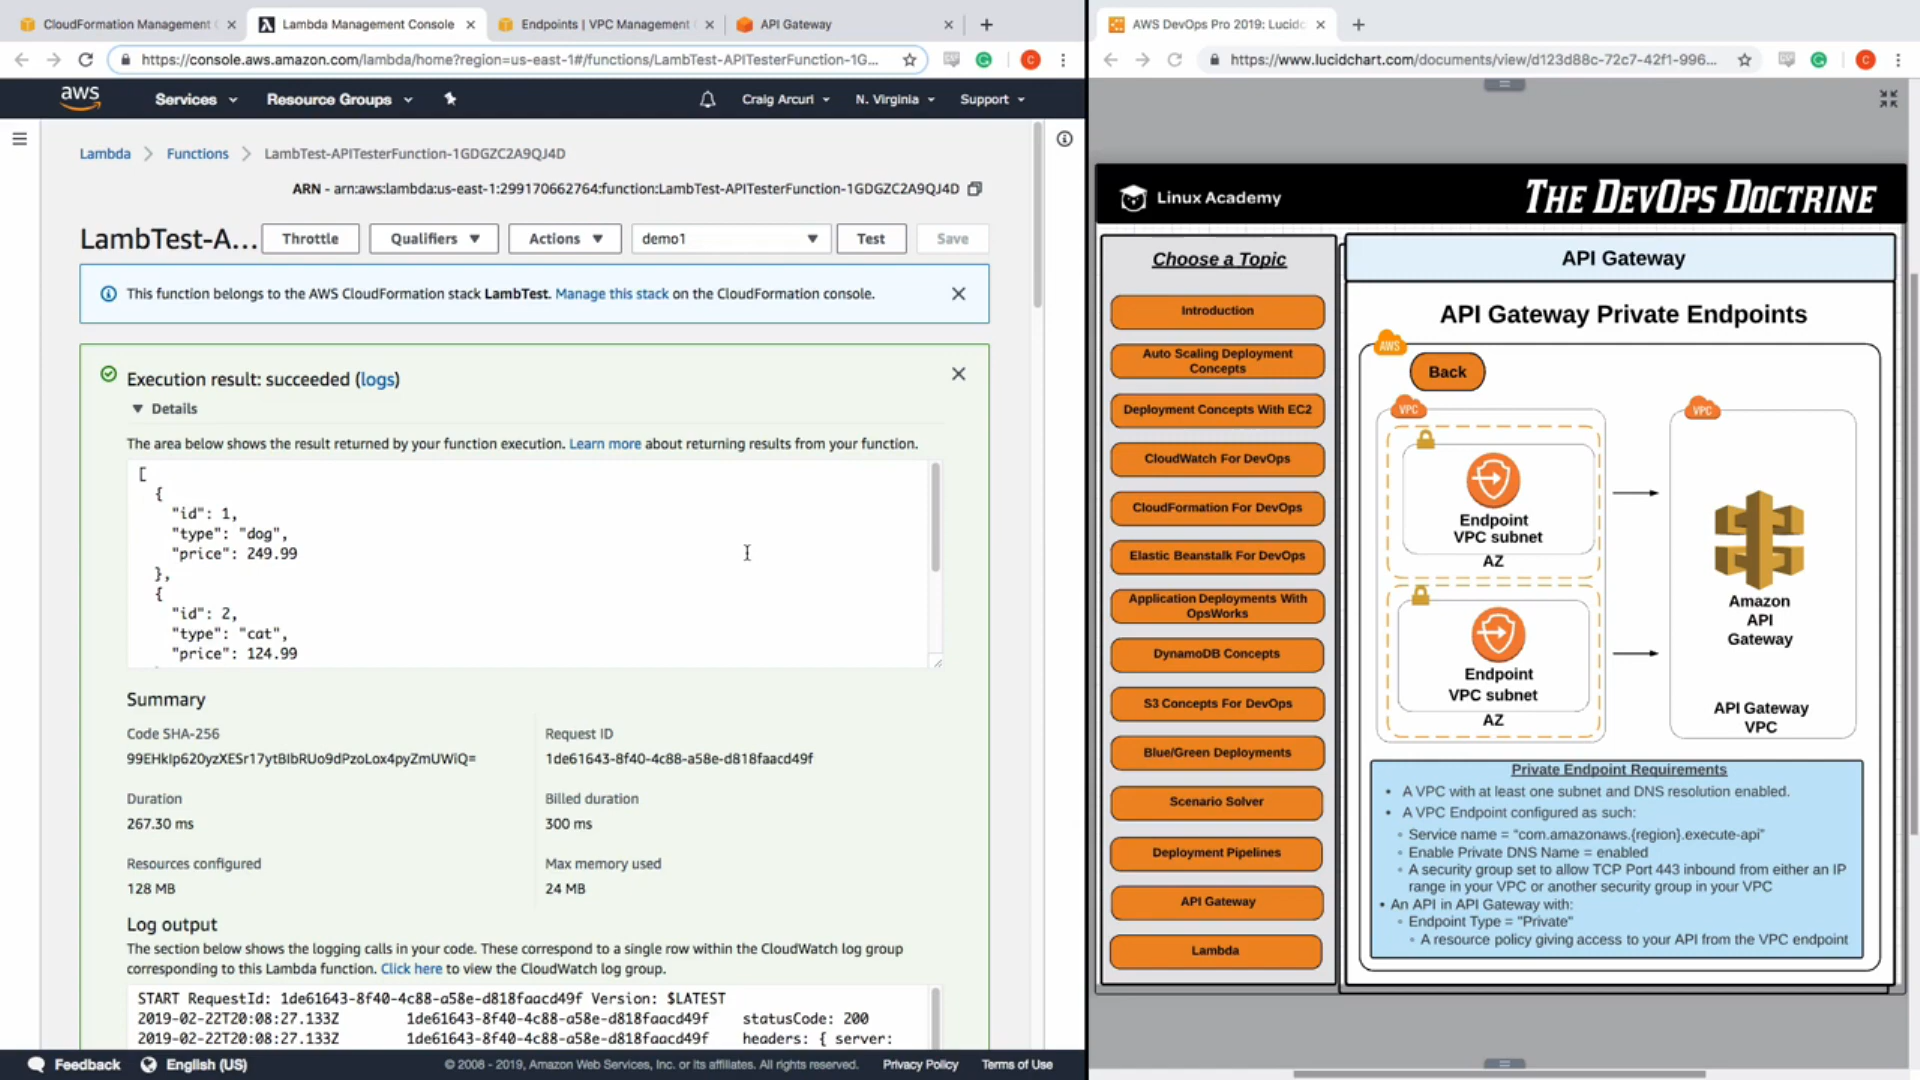 CloudFormation Management C
Lambda Management Console
Endpoints | VPC Management
API Gateway
https://console.aws.amazon.com/lambda/home?region=us-east-1#/functions/LambTest-APITesterFunction-1G...
C
aws
Services
Resource Groups
Craig Arcuri
N. Virginia
Support
Lambda
Functions
LambTest-APITesterFunction-1GDGZC2A9QJ4D
ARN - arn:aws:lambda:us-east-1:299170662764:function:LambTest-APITesterFunction-1GDGZC2A9QJ4D
LambTest-A...
Throttle
Qualifiers
Actions
demo1
Test
Save
This function belongs to the AWS CloudFormation stack LambTest. Manage this stack on the CloudFormation console.
Execution result: succeeded (logs)
Details
The area below shows the result returned by your function execution. Learn more about returning results from your function.
[
{
"id": 1,
"type": "dog",
"price": 249.99
},
{
"id": 2,
"type": "cat",
"price": 124.99
Summary
Code SHA-256
99EHkIp620yzXESr17ytBIbRUo9dPzoLox4pyZmUWiQ=
Request ID
1de61643-8f40-4c88-a58e-d818faacd49f
Duration
267.30 ms
Billed duration
300 ms
Resources configured
128 MB
Max memory used
24 MB
Log output
The section below shows the logging calls in your code. These correspond to a single row within the CloudWatch log group
corresponding to this Lambda function. Click here to view the CloudWatch log group.
START RequestId: 1de61643-8f40-4c88-a58e-d818faacd49f Version: $LATEST
2019-02-22T20:08:27.133Z 1de61643-8f40-4c88-a58e-d818faacd49f statusCode: 200
2019-02-22T20:08:27.133Z 1de61643-8f40-4c88-a58e-d818faacd49f headers: { server:
Feedback
English (US)
© 2008 - 2019, Amazon Web Services, Inc. or its affiliates. All rights reserved.
Privacy Policy
Terms of Use
AWS DevOps Pro 2019: Lucidc
https://www.lucidchart.com/documents/view/d123d88c-72c7-42f1-996...
C
Linux Academy
THE DEVOPS DOCTRINE
Choose a Topic
Introduction
Auto Scaling Deployment
Concepts
Deployment Concepts With EC2
CloudWatch For DevOps
CloudFormation For DevOps
Elastic Beanstalk For DevOps
Application Deployments With
OpsWorks
DynamoDB Concepts
S3 Concepts For DevOps
Blue/Green Deployments
Scenario Solver
Deployment Pipelines
API Gateway
Lambda
API Gateway
API Gateway Private Endpoints
AWS
Back
VPC
Endpoint
VPC subnet
AZ
Endpoint
VPC subnet
AZ
VPC
Amazon
API
Gateway
API Gateway
VPC
Private Endpoint Requirements
• A VPC with at least one subnet and DNS resolution enabled.
• A VPC Endpoint configured as such:
◦ Service name = "com.amazonaws.{region}.execute-api"
◦ Enable Private DNS Name = enabled
◦ A security group set to allow TCP Port 443 inbound from either an IP
range in your VPC or another security group in your VPC
• An API in API Gateway with:
◦ Endpoint Type = "Private"
◦ A resource policy giving access to your API from the VPC endpoint